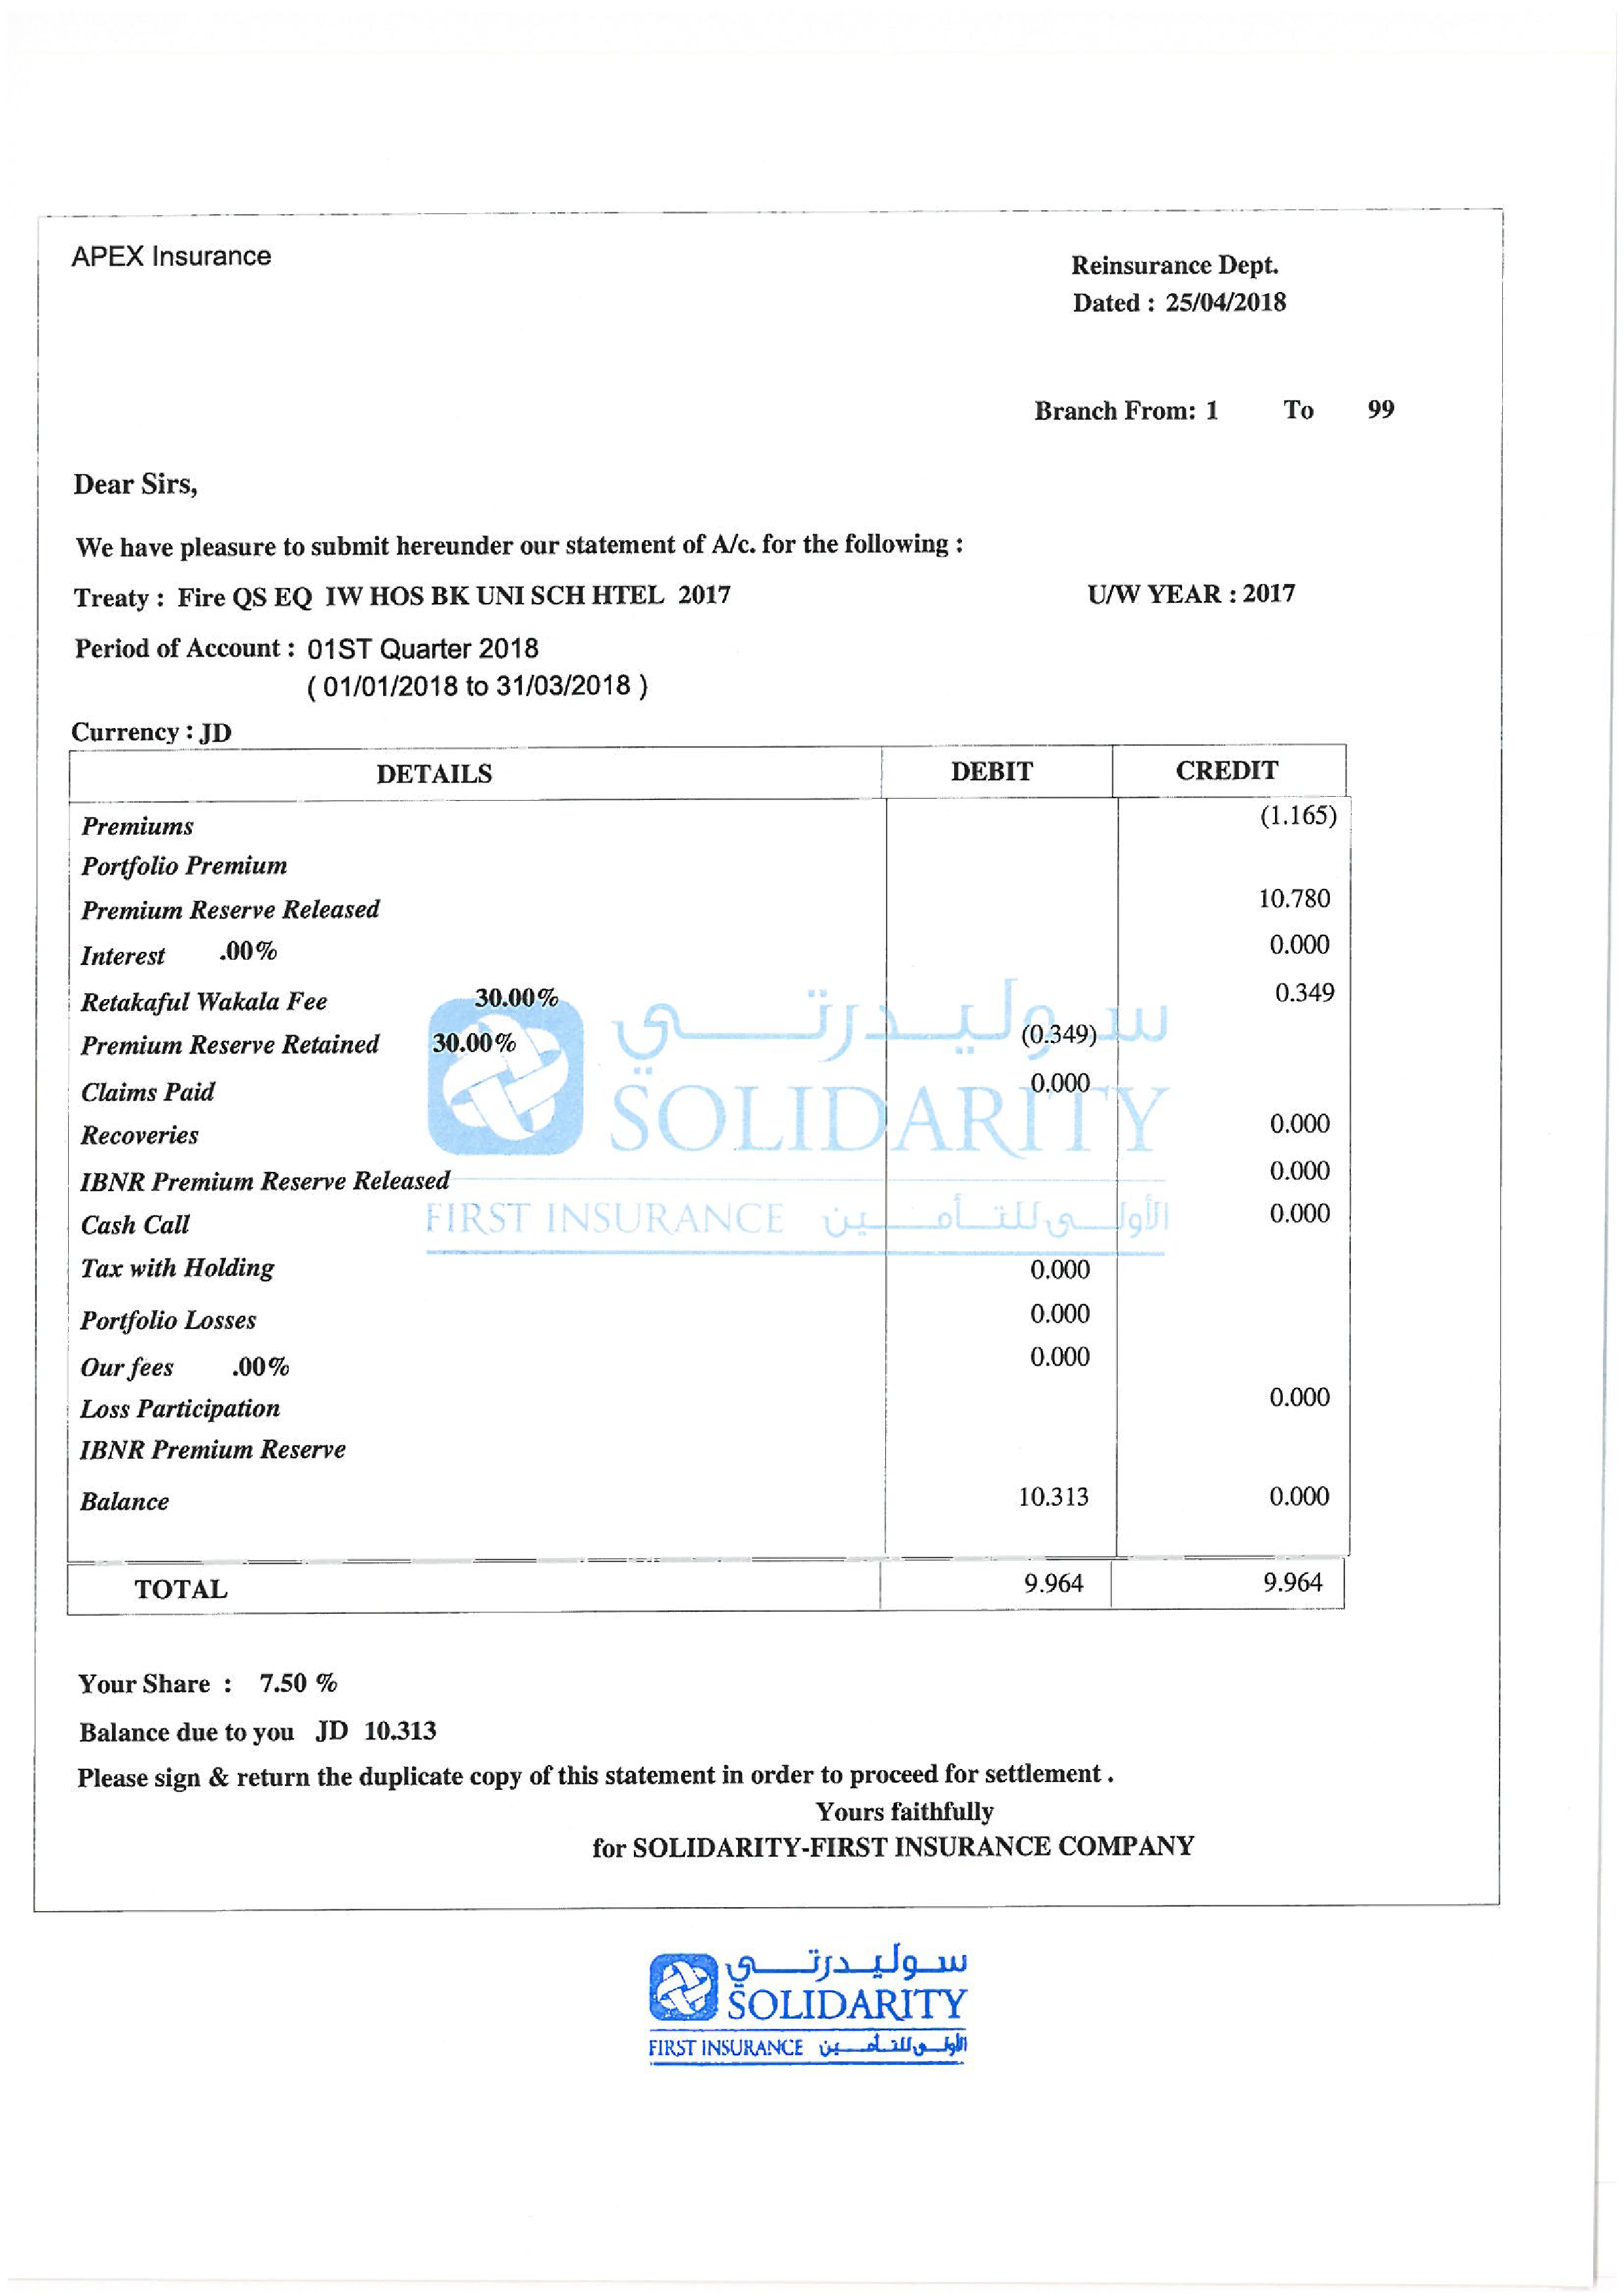 APEX Insurance
Reinsurance Dept.
Dated : 25/04/2018
Branch From: 1 To 99
Dear Sirs,
We have pleasure to submit hereunder our statement of A/c. for the following :
Treaty : Fire QS EQ IW HOS BK UNI SCH HTEL 2017 U/W YEAR : 2017
Period of Account : 01ST Quarter 2018
( 01/01/2018 to 31/03/2018 )
Currency : JD
DETAILS DEBIT CREDIT
Premiums (1.165)
Portfolio Premium
Premium Reserve Released 10.780
Interest .00% 0.000
Retakaful Wakala Fee 30.00% 0.349
Premium Reserve Retained 30.00% (0.349)
Claims Paid 0.000
Recoveries 0.000
IBNR Premium Reserve Released 0.000
Cash Call 0.000
Tax with Holding 0.000
Portfolio Losses 0.000
Our fees .00% 0.000
Loss Participation 0.000
IBNR Premium Reserve
Balance 10.313 0.000
TOTAL 9.964 9.964
سوليدرتي
SOLIDARITY
FIRST INSURANCE الأولى للتأمين
Your Share : 7.50 %
Balance due to you JD 10.313
Please sign & return the duplicate copy of this statement in order to proceed for settlement .
Yours faithfully
for SOLIDARITY-FIRST INSURANCE COMPANY
سوليدرتي
SOLIDARITY
FIRST INSURANCE الأولى للتأمين